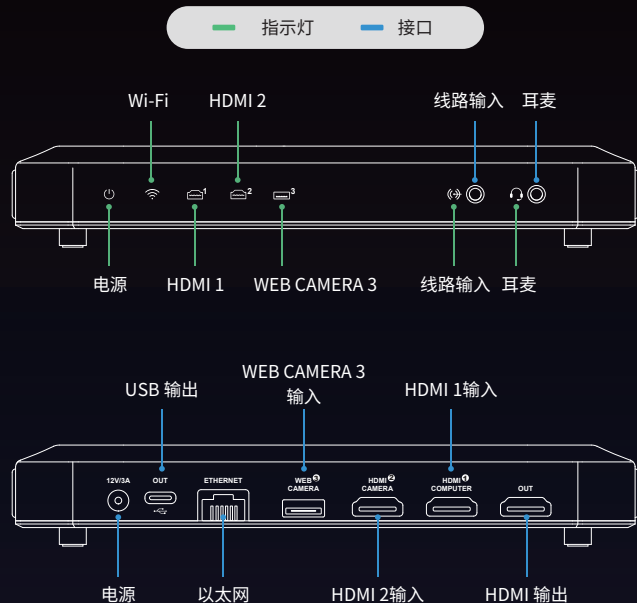 指示灯 接口
Wi-Fi HDMI 2 线路输入 耳麦
1 2 3
电源 HDMI 1 WEB CAMERA 3 线路输入 耳麦
WEB CAMERA 3
输入
USB 输出 HDMI 1输入
12V/3A OUT ETHERNET WEB 3 CAMERA HDMI 2 CAMERA HDMI 1 COMPUTER OUT
电源 以太网 HDMI 2输入 HDMI 输出